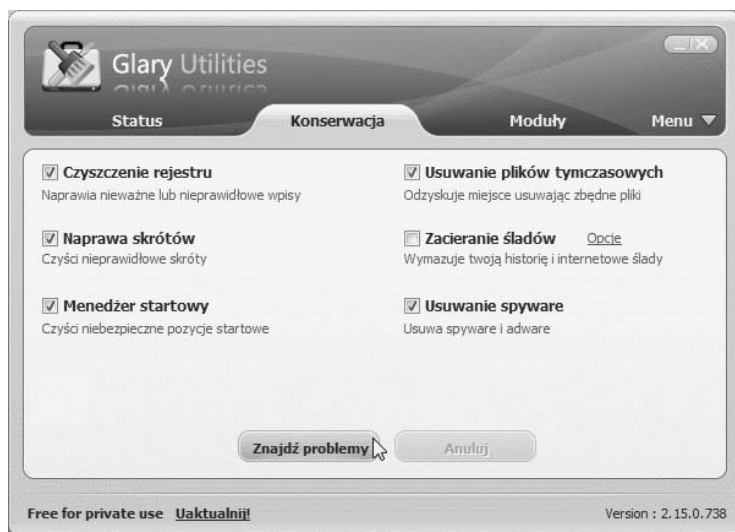 Glary Utilities
Status Konserwacja Moduły Menu
Czyszczenie rejestru
Naprawia nieważne lub nieprawidłowe wpisy
Usuwanie plików tymczasowych
Odzyskuje miejsce usuwając zbędne pliki
Naprawa skrótów
Czyści nieprawidłowe skróty
Zacieranie śladów Opcje
Wymazuje twoją historię i internetowe ślady
Menedżer startowy
Czyści niebezpieczne pozycje startowe
Usuwanie spyware
Usuwa spyware i adware
Znajdź problemy Anuluj
Free for private use Uaktualnij! Version : 2.15.0.738